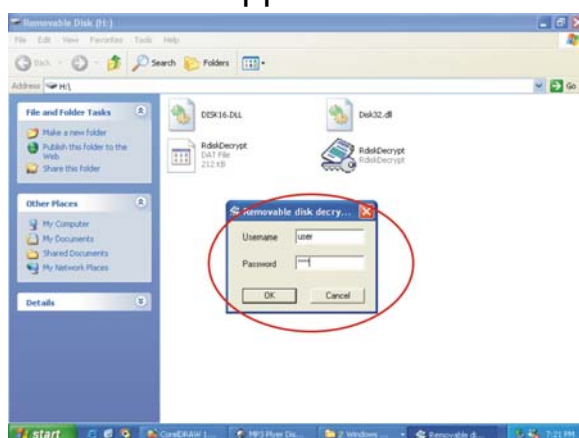 Removable Disk (H:)
File Edit View Favorites Tools Help
Back Search Folders
Address H:\ Go
File and Folder Tasks
Make a new folder
Publish this folder to the Web
Share this folder
Other Places
My Computer
My Documents
Shared Documents
My Network Places
Details
DISK16.DLL
Disk32.dll
RdiskDecrypt
DAT File
212 KB
RdiskDecrypt
RdiskDecrypt
Removable disk decry...
Username user
Password ****
OK Cancel
start CorelDRAW 1... MP3 Plyer Da... 2 Windows ... Removable d... 7:21 PM